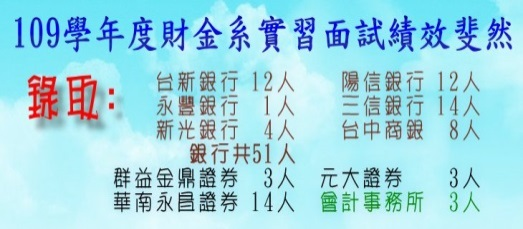 109學年度財金系實習面試績效斐然
錄取:
台新銀行 12人 陽信銀行 12人
永豐銀行 1人 三信銀行 14人
新光銀行 4人 台中商銀 8人
銀行共51人
群益金鼎證券 3人 元大證券 3人
華南永昌證券 14人 會計事務所 3人